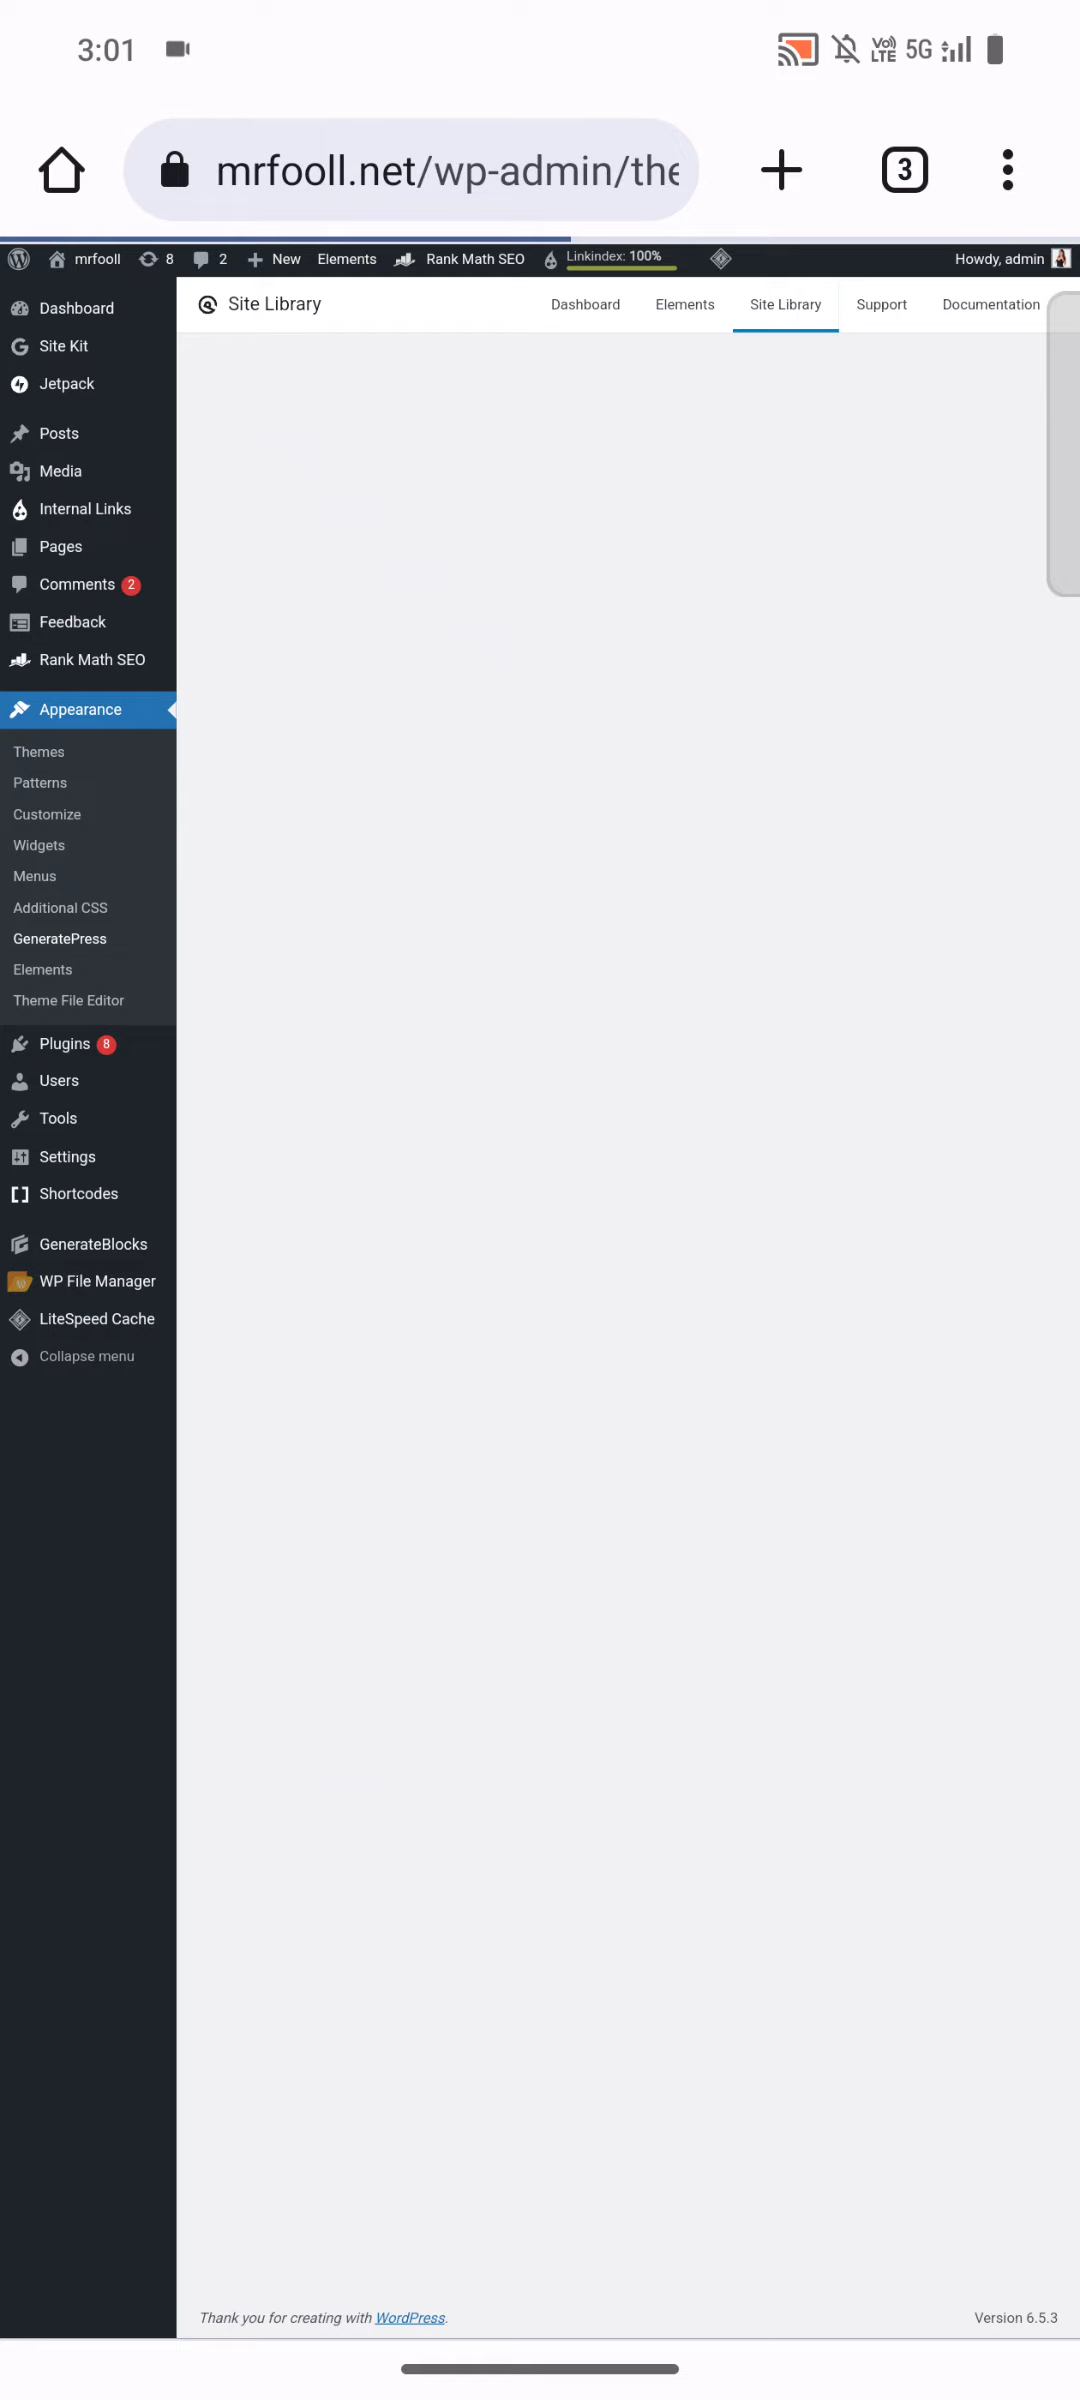 3:01
Vo)) LTE 5G
mrfooll.net/wp-admin/the
3
mrfooll 8 2 New Elements Rank Math SEO Linkindex: 100% Howdy, admin
Site Library Dashboard Elements Site Library Support Documentation
Dashboard
Site Kit
Jetpack
Posts
Media
Internal Links
Pages
Comments 2
Feedback
Rank Math SEO
Appearance
Themes
Patterns
Customize
Widgets
Menus
Additional CSS
GeneratePress
Elements
Theme File Editor
Plugins 8
Users
Tools
Settings
Shortcodes
GenerateBlocks
WP File Manager
LiteSpeed Cache
Collapse menu
Thank you for creating with WordPress. Version 6.5.3